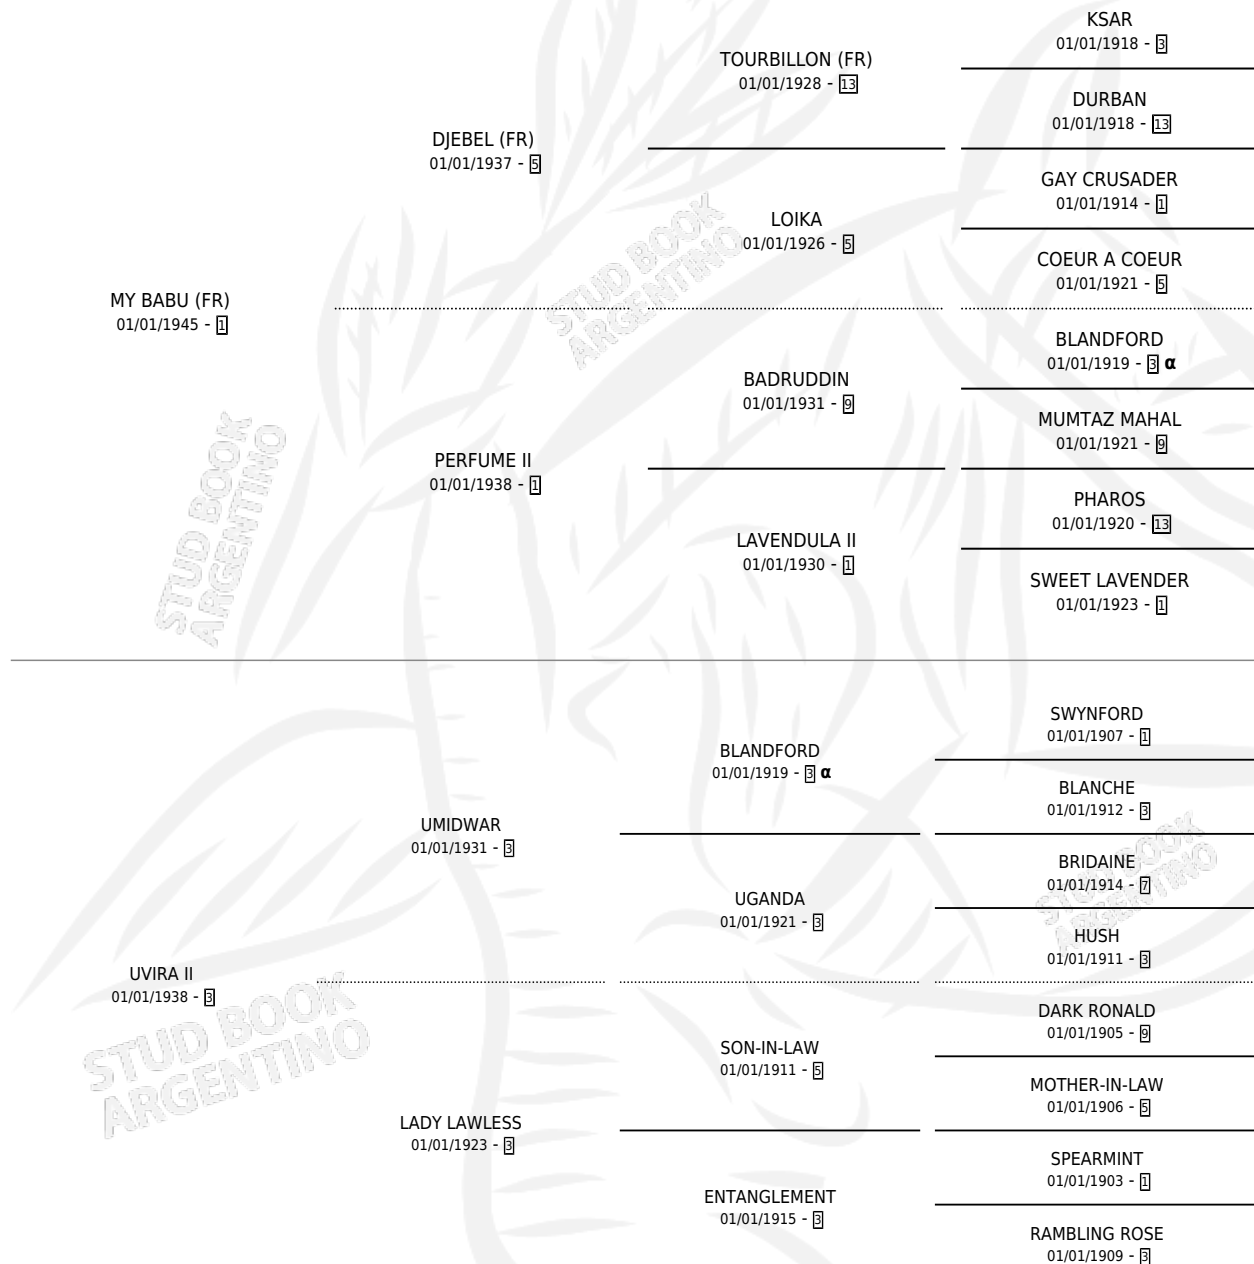 KSAR
01/01/1918 - 3
TOURBILLON (FR)
01/01/1928 - 13
DURBAN
01/01/1918 - 13
DJEBEL (FR)
01/01/1937 - 5
GAY CRUSADER
01/01/1914 - 1
LOIKA
01/01/1926 - 5
COEUR A COEUR
01/01/1921 - 5
STUD BOOK
ARGENTINO
MY BABU (FR)
01/01/1945 - 1
BLANDFORD
01/01/1919 - 3 α
BADRUDDIN
01/01/1931 - 9
MUMTAZ MAHAL
01/01/1921 - 9
PERFUME II
01/01/1938 - 1
PHAROS
01/01/1920 - 13
LAVENDULA II
01/01/1930 - 1
SWEET LAVENDER
01/01/1923 - 1
STUD BOOK
ARGENTINO
SWYNFORD
01/01/1907 - 1
BLANDFORD
01/01/1919 - 3 α
BLANCHE
01/01/1912 - 3
UMIDWAR
01/01/1931 - 3
BRIDAINE
01/01/1914 - 7
UGANDA
01/01/1921 - 3
HUSH
01/01/1911 - 3
STUD BOOK
ARGENTINO
UVIRA II
01/01/1938 - 3
DARK RONALD
01/01/1905 - 9
SON-IN-LAW
01/01/1911 - 5
MOTHER-IN-LAW
01/01/1906 - 5
STUD BOOK
ARGENTINO
LADY LAWLESS
01/01/1923 - 3
SPEARMINT
01/01/1903 - 1
ENTANGLEMENT
01/01/1915 - 3
RAMBLING ROSE
01/01/1909 - 3